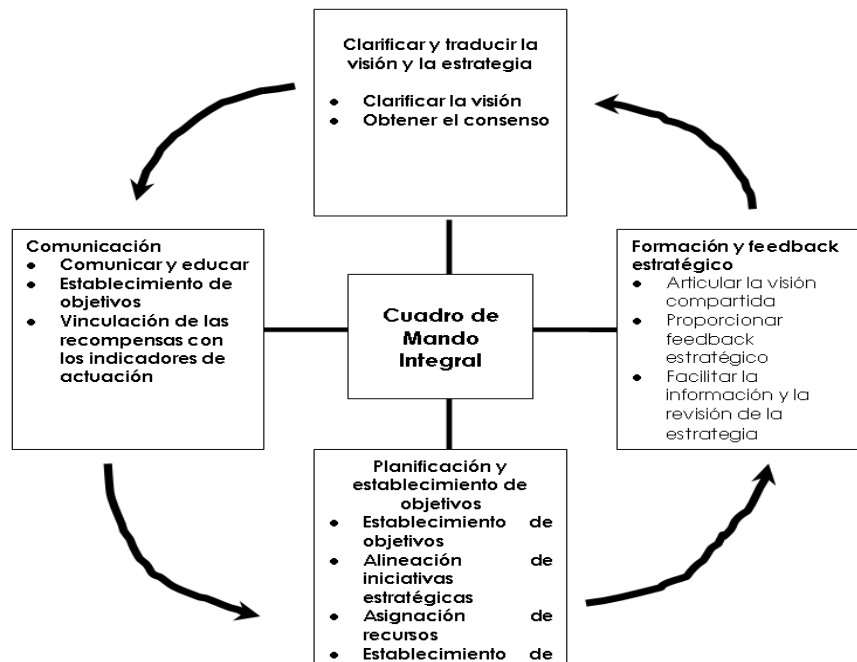 Clarificar y traducir la
visión y la estrategia
● Clarificar la visión
● Obtener el consenso
Comunicación
● Comunicar y educar
● Establecimiento de
objetivos
● Vinculación de las
recompensas con
los indicadores de
actuación
Cuadro de
Mando
Integral
Formación y feedback
estratégico
● Articular la visión
compartida
● Proporcionar
feedback
estratégico
● Facilitar la
información y la
revisión de la
estrategia
Planificación y
establecimiento de
objetivos
● Establecimiento de
objetivos
● Alineación de
iniciativas
estratégicas
● Asignación de
recursos
● Establecimiento de